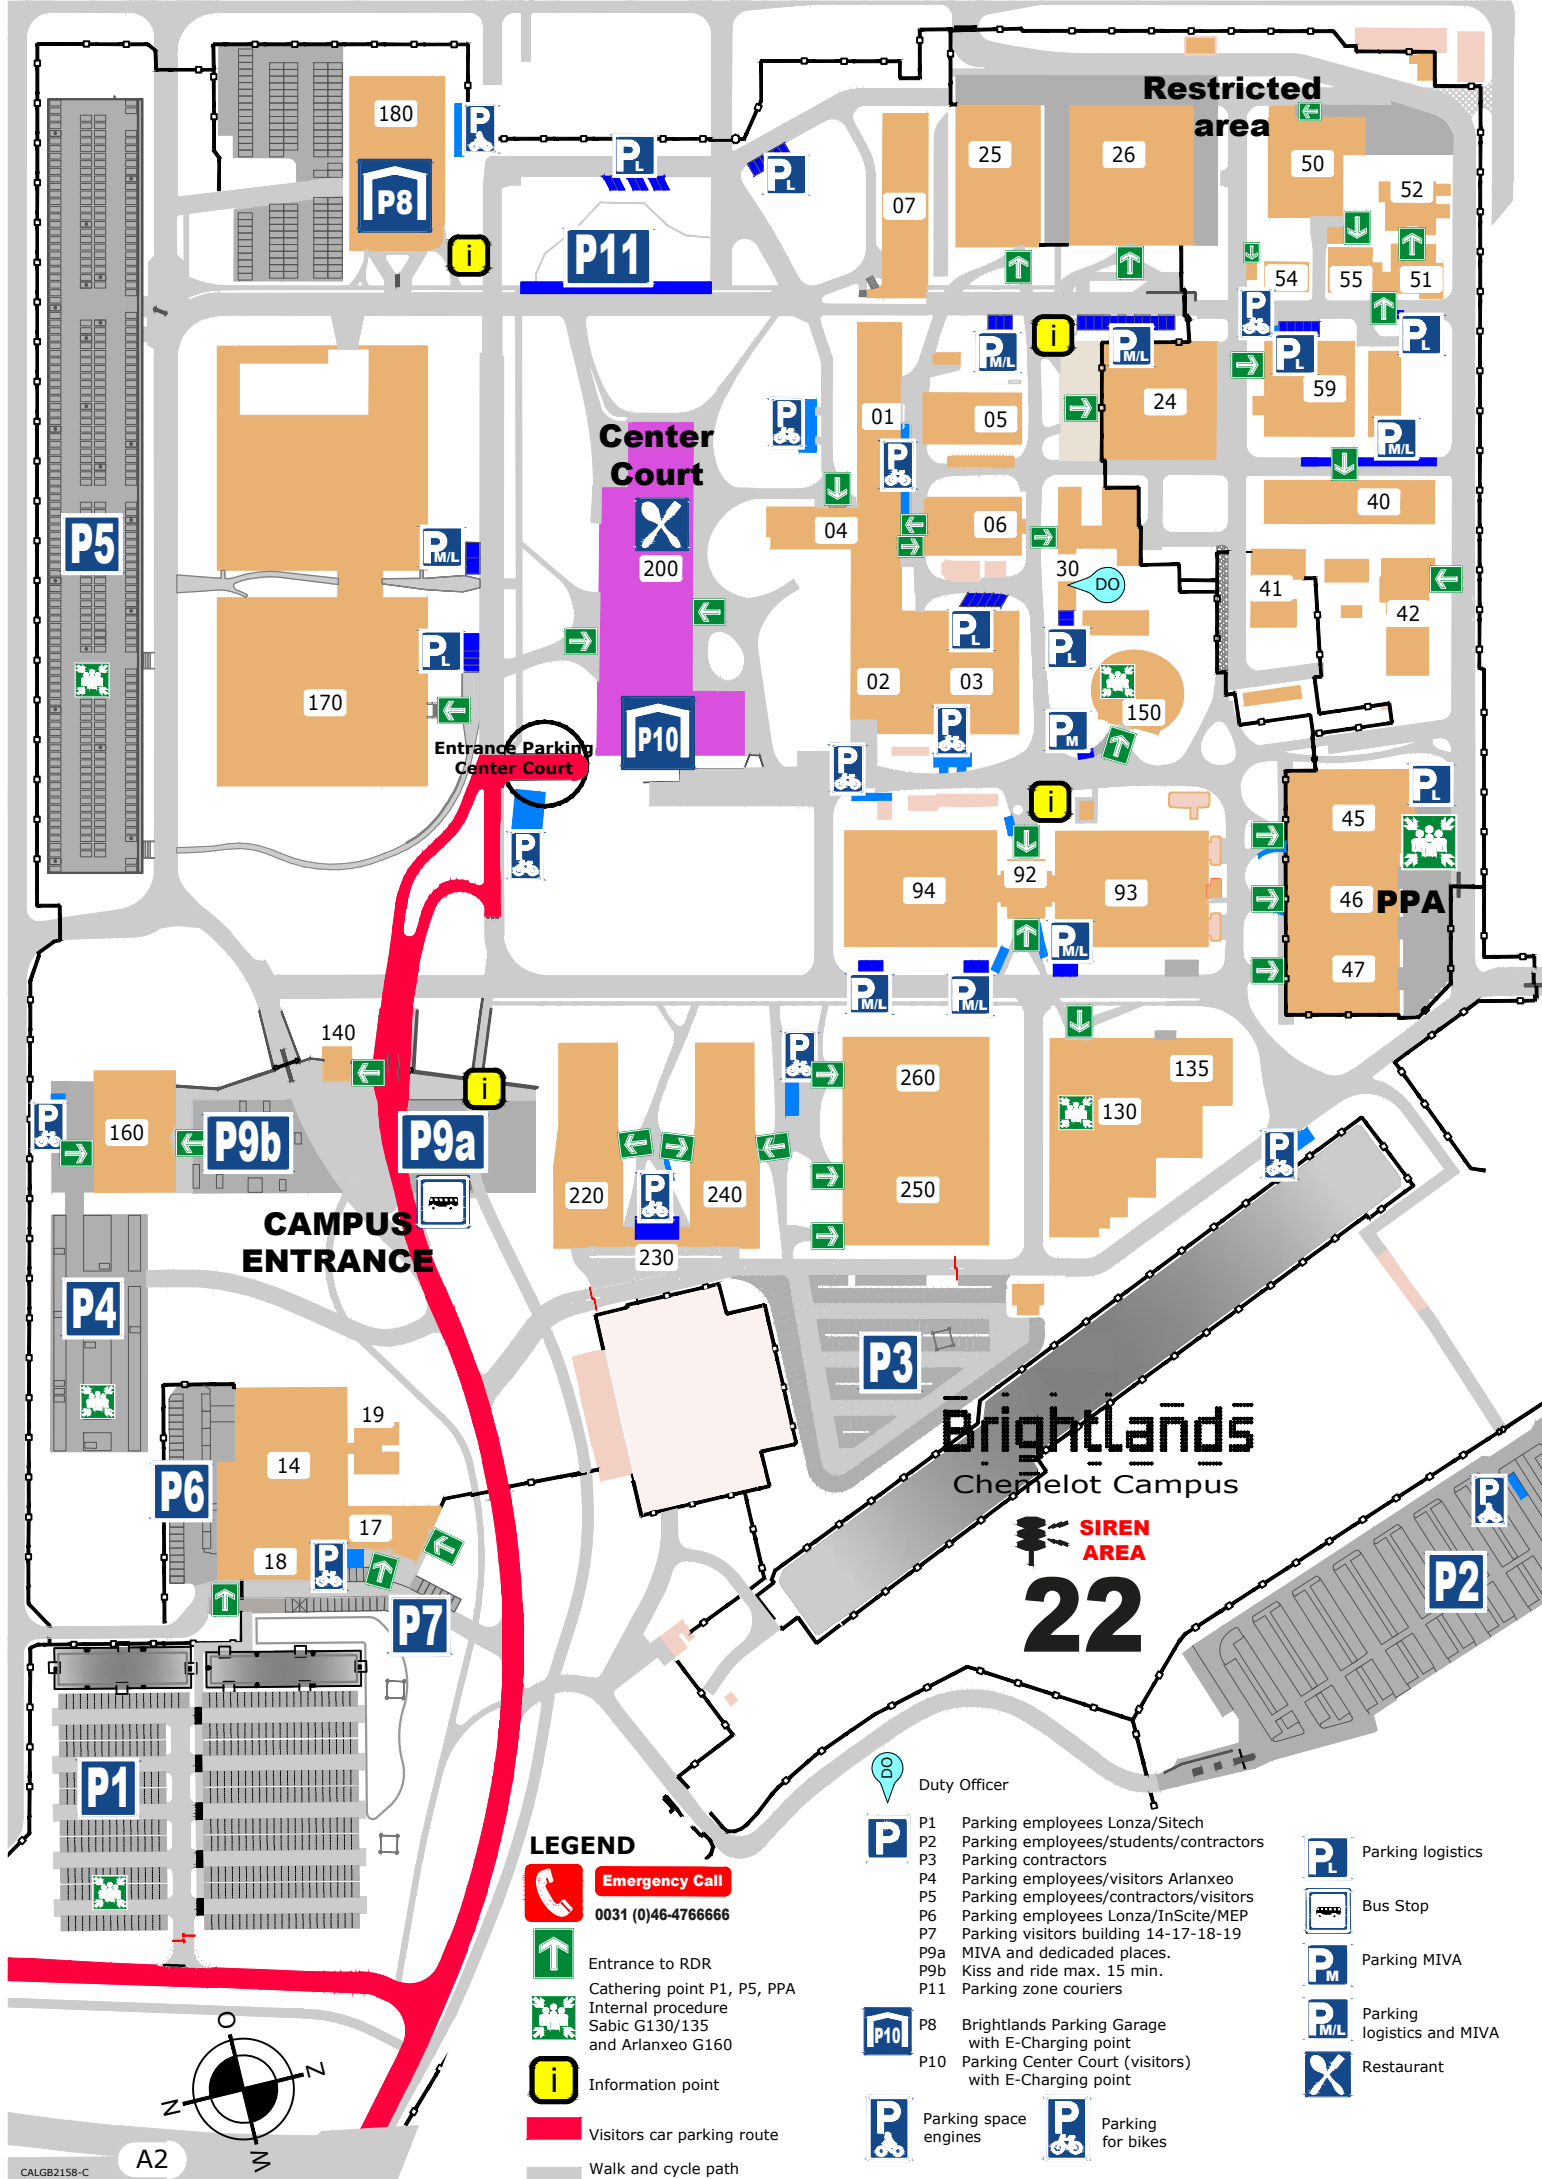 Restricted
area
180
P
P
L
P
L
P8
i
P11
07
25
26
50
52
54
55
51
P
P
L
P
L
P
M/L
P
M/L
i
01
05
24
59
P
M/L
P
P
Center
Court
04
06
40
P5
P
M/L
200
30
DO
41
42
P
L
P
L
P
L
170
02
03
150
P
P
M
P10
Entrance Parking
Center Court
P
i
P
L
P
45
94
92
93
46
PPA
P
M/L
47
P
M/L
P
M/L
140
i
P
260
135
130
P
160
P9b
P9a
P
220
P
240
250
230
CAMPUS
ENTRANCE
P4
P3
19
14
P6
17
18
P
P7
Brightlands
Chemelot Campus
SIREN
AREA
22
P
P2
P1
LEGEND
Emergency Call
0031 (0)46-4766666
Entrance to RDR
Cathering point P1, P5, PPA
Internal procedure
Sabic G130/135
and Arlanxeo G160
i
Information point
Visitors car parking route
Walk and cycle path
DO
Duty Officer
P
P1 Parking employees Lonza/Sitech
P2 Parking employees/students/contractors
P3 Parking contractors
P4 Parking employees/visitors Arlanxeo
P5 Parking employees/contractors/visitors
P6 Parking employees Lonza/InScite/MEP
P7 Parking visitors building 14-17-18-19
P9a MIVA and dedicaded places.
P9b Kiss and ride max. 15 min.
P11 Parking zone couriers
P10
P8 Brightlands Parking Garage
with E-Charging point
P10 Parking Center Court (visitors)
with E-Charging point
P
Parking space
engines
P
Parking
for bikes
P
L
Parking logistics
Bus Stop
P
M
Parking MIVA
P
M/L
Parking
logistics and MIVA
Restaurant
O
N
Z
W
A2
CALGB2158-C